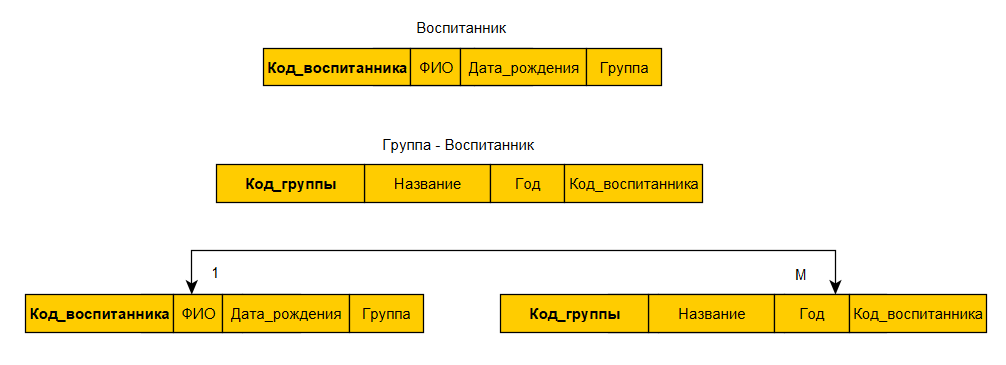 Воспитанник
Код_воспитанника ФИО Дата_рождения Группа
Группа - Воспитанник
Код_группы Название Год Код_воспитанника
1 М
Код_воспитанника ФИО Дата_рождения Группа Код_группы Название Год Код_воспитанника